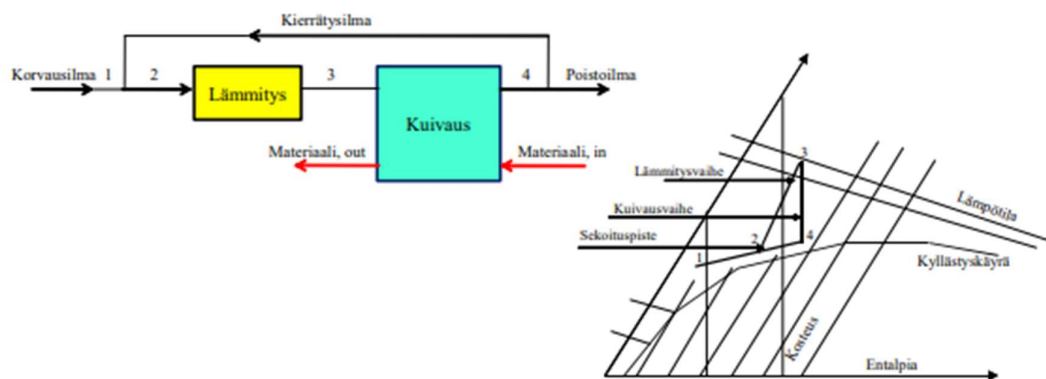 Kierrätysilma
Korvausilma 1 2 3 4 Poistoilma
Lämmitys
Kuivaus
Materiaali, out Materiaali, in
3
Lämmitysvaihe
Lämpötila
Kuivausvaihe
Sekoituspiste 2 4
1
Kyllästyskäyrä
Kosteus
Entalpia